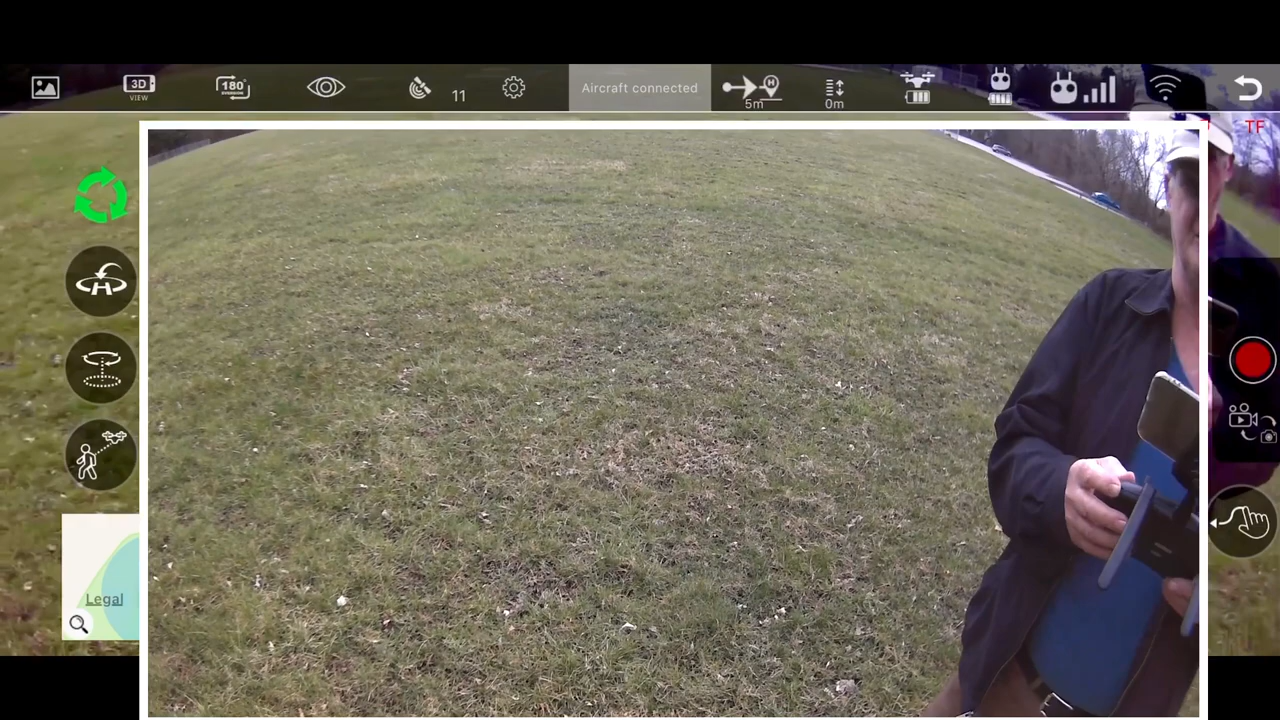 3D
VIEW
180°
11
Aircraft connected
5m
H
0m
TF
H
Legal